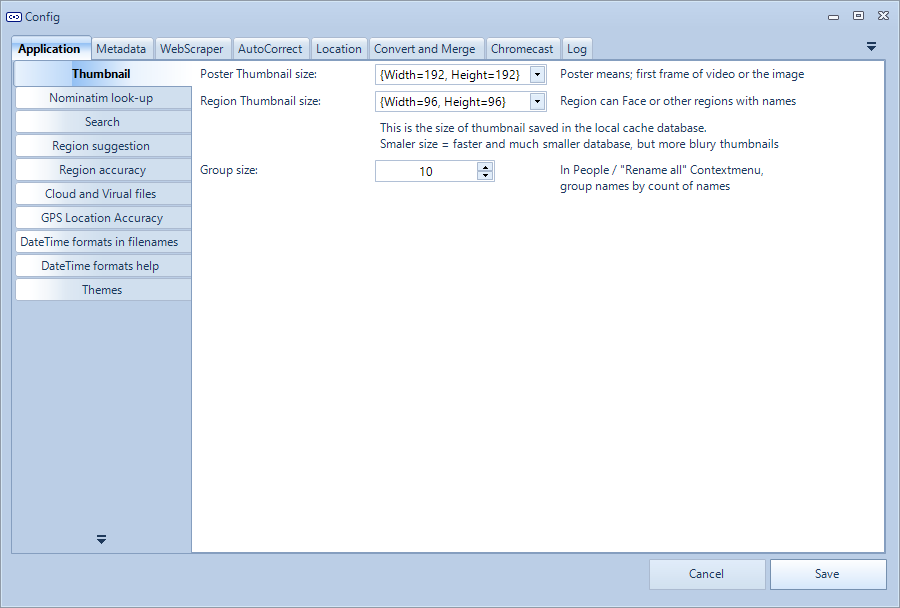 Config
Application Metadata WebScraper AutoCorrect Location Convert and Merge Chromecast Log
Thumbnail
Nominatim look-up
Search
Region suggestion
Region accuracy
Cloud and Virual files
GPS Location Accuracy
DateTime formats in filenames
DateTime formats help
Themes
Poster Thumbnail size: {Width=192, Height=192} Poster means; first frame of video or the image
Region Thumbnail size: {Width=96, Height=96} Region can Face or other regions with names
This is the size of thumbnail saved in the local cache database.
Smaler size = faster and much smaller database, but more blury thumbnails
Group size: 10 In People / "Rename all" Contextmenu,
group names by count of names
Cancel Save